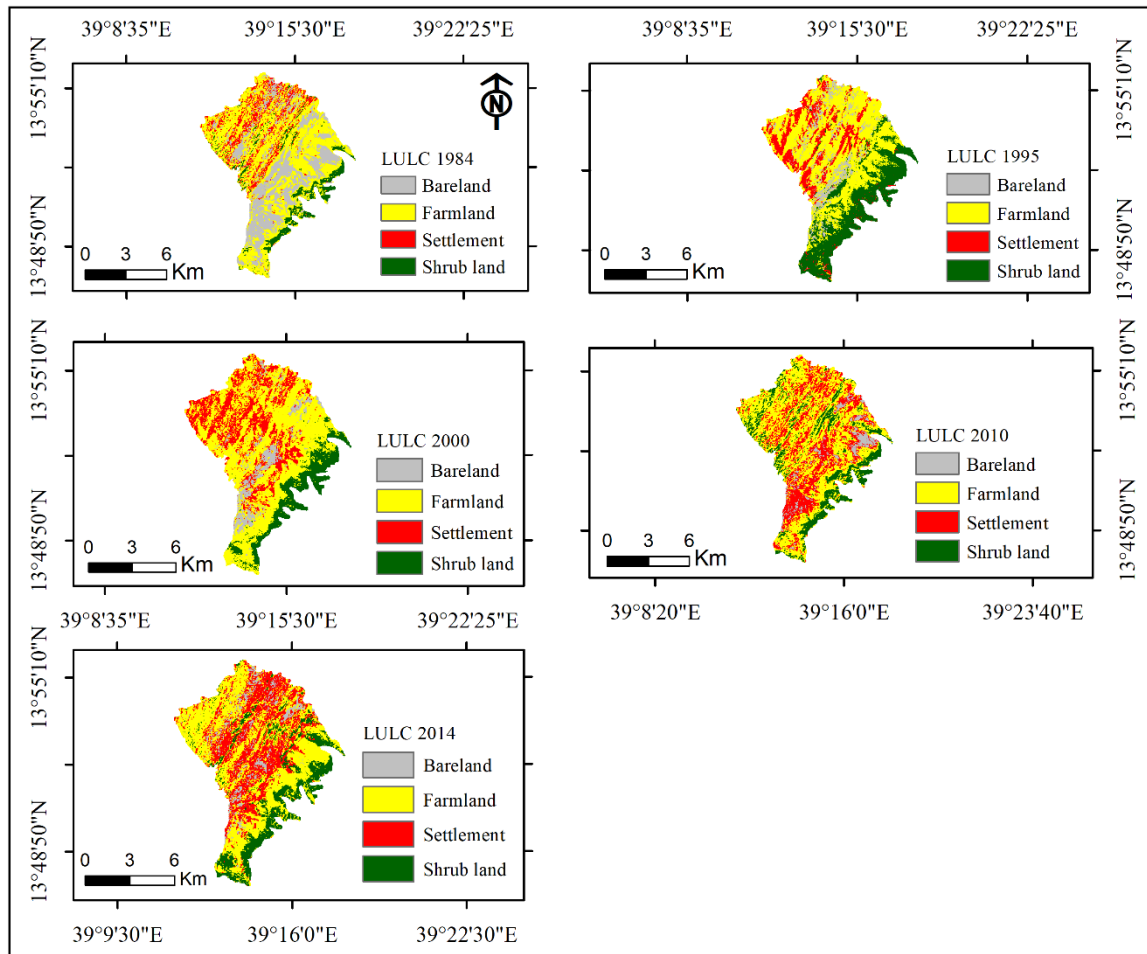 39°8'35"E 39°15'30"E 39°22'25"E
39°8'35"E 39°15'30"E 39°22'25"E
13°55'10"N
13°48'50"N
N
LULC 1984
Bareland
Farmland
Settlement
Shrub land
0 3 6
Km
13°55'10"N
13°48'50"N
LULC 1995
Bareland
Farmland
Settlement
Shrub land
0 3 6
Km
13°55'10"N
13°48'50"N
LULC 2000
Bareland
Farmland
Settlement
Shrub land
0 3 6
Km
39°8'35"E 39°15'30"E 39°22'25"E
13°55'10"N
13°48'50"N
LULC 2010
Bareland
Farmland
Settlement
Shrub land
0 3 6
Km
39°8'20"E 39°16'0"E 39°23'40"E
13°55'10"N
13°48'50"N
LULC 2014
Bareland
Farmland
Settlement
Shrub land
0 3 6
Km
39°9'30"E 39°16'0"E 39°22'30"E